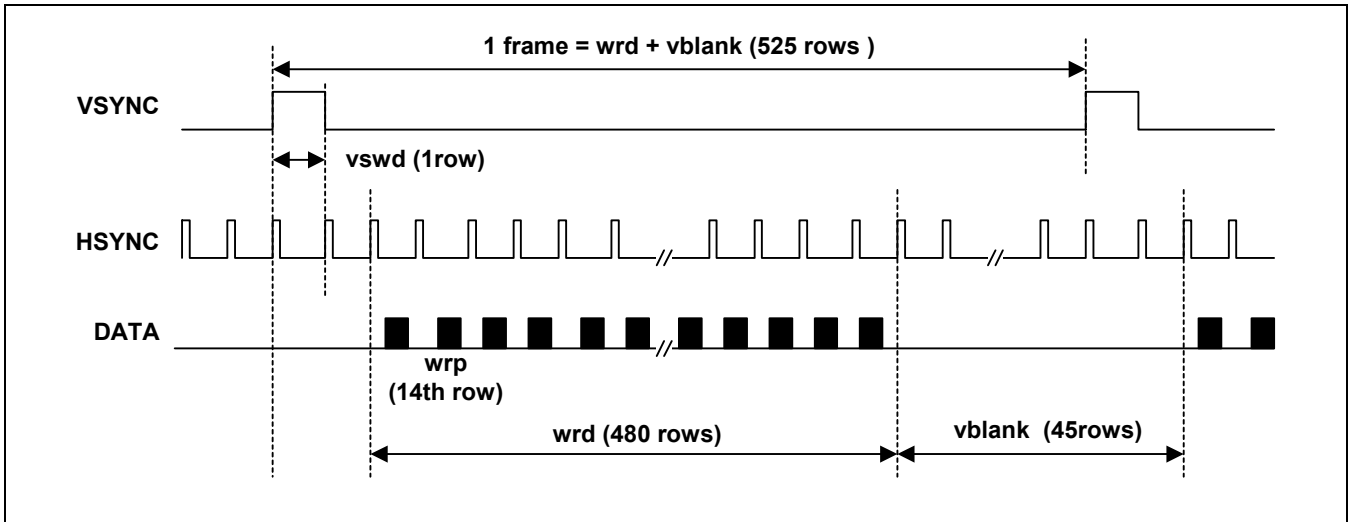 1 frame = wrd + vblank (525 rows )
VSYNC
vswd (1row)
HSYNC
DATA
wrp
(14th row)
wrd (480 rows)
vblank (45rows)